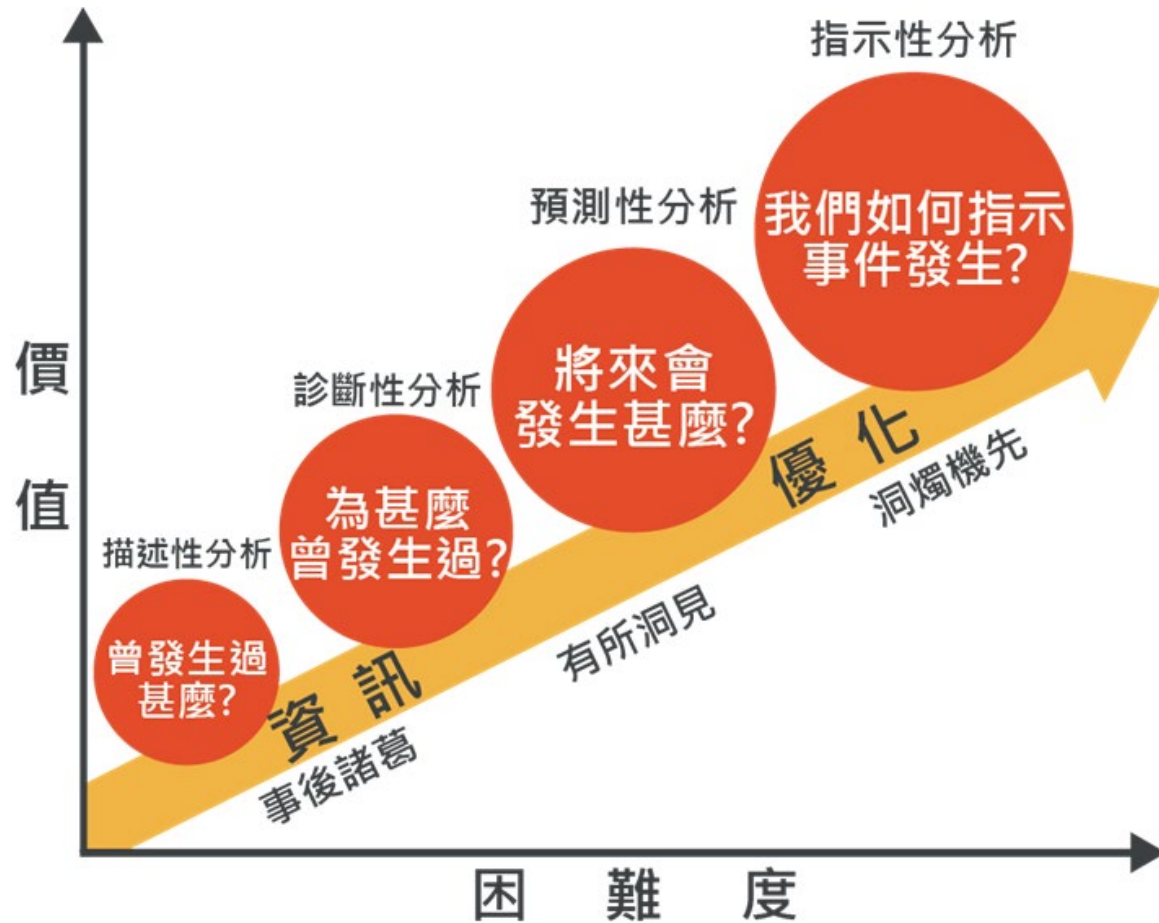 指示性分析
我們如何指示
事件發生?
預測性分析
將來會
發生甚麼?
診斷性分析
為甚麼
曾發生過?
描述性分析
曾發生過
甚麼?
價值
資訊
優化
事後諸葛
有所洞見
洞燭機先
困難度